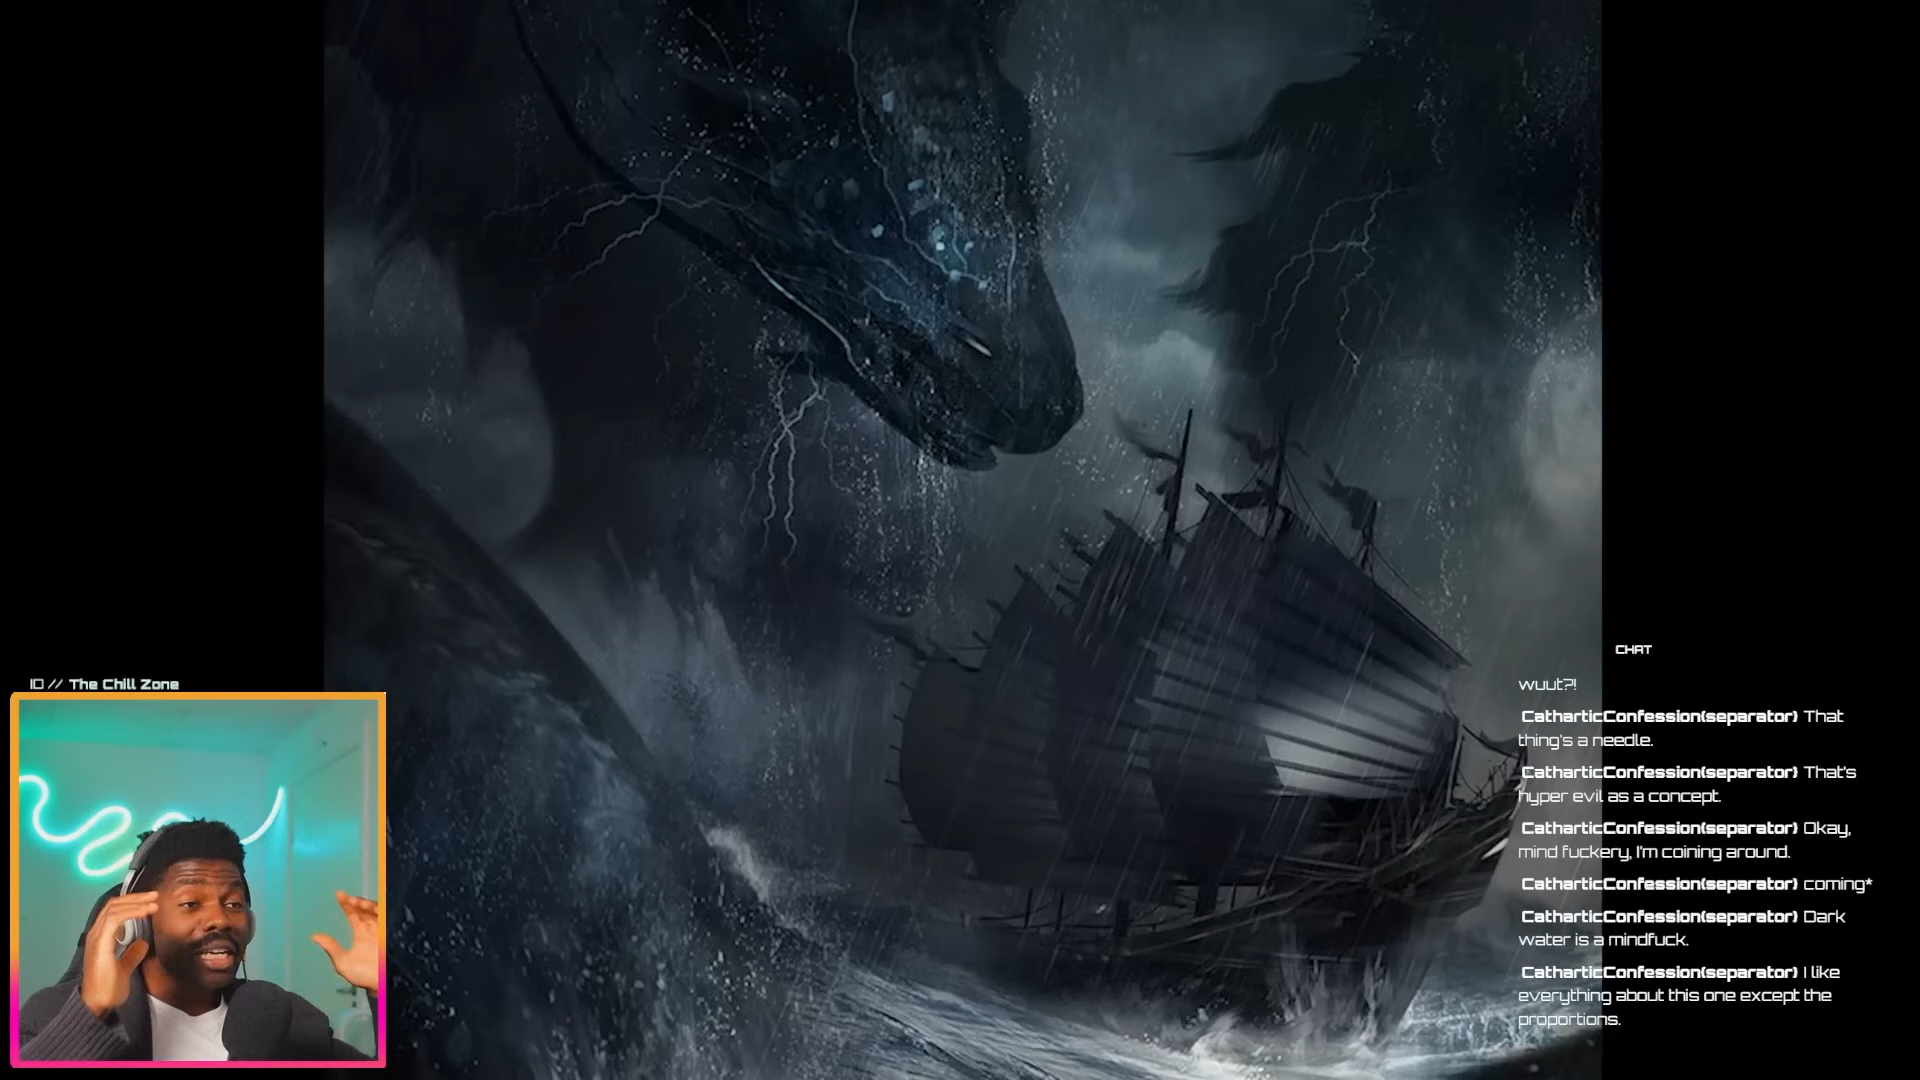 CHAT
ID // The Chill Zone
wuut?!
CatharticConfession(separator) That
thing's a needle.
CatharticConfession(separator) That's
hyper evil as a concept.
CatharticConfession(separator) Okay,
mind fuckery, I'm coining around.
CatharticConfession(separator) coming*
CatharticConfession(separator) Dark
water is a mindfuck.
CatharticConfession(separator) I like
everything about this one except the
proportions.